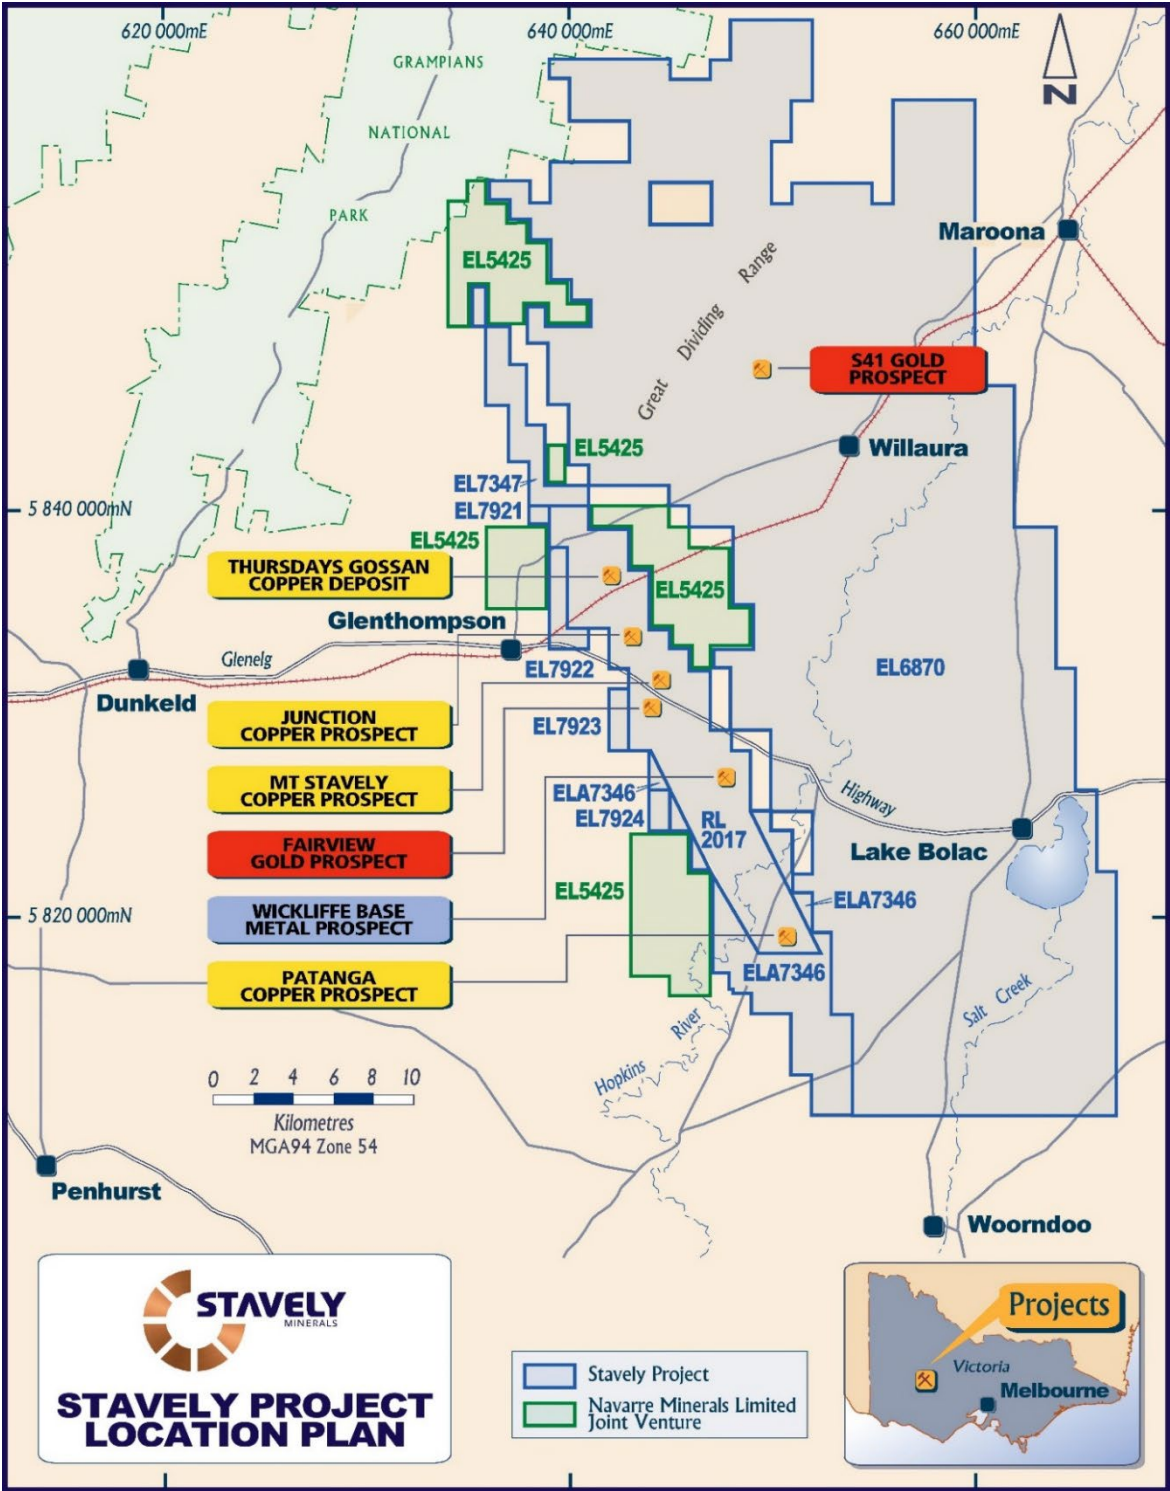 620 000mE
640 000mE
660 000mE
GRAMPIANS
NATIONAL
PARK
N
Maroona
EL5425
Great Dividing Range
S41 GOLD
PROSPECT
EL5425
Willaura
EL7347
5 840 000mN
EL7921
EL5425
THURSDAYS GOSSAN
COPPER DEPOSIT
EL5425
Glenthompson
Glenelg
EL7922
EL6870
Dunkeld
JUNCTION
COPPER PROSPECT
EL7923
MT STAVELY
COPPER PROSPECT
ELA7346
Highway
EL7924
RL
2017
FAIRVIEW
GOLD PROSPECT
Lake Bolac
EL5425
ELA7346
5 820 000mN
WICKLIFFE BASE
METAL PROSPECT
PATANGA
COPPER PROSPECT
ELA7346
Salt Creek
Hopkins River
0 2 4 6 8 10
Kilometres
MGA94 Zone 54
Penhurst
Woorndoo
STAVELY
MINERALS
STAVELY PROJECT
LOCATION PLAN
Stavely Project
Navarre Minerals Limited
Joint Venture
Projects
Victoria
Melbourne